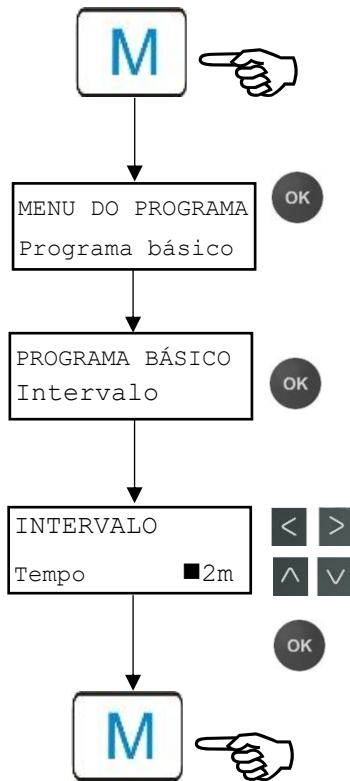 M
MENU DO PROGRAMA
OK
Programa básico
PROGRAMA BÁSICO
Intervalo
OK
INTERVALO
Tempo ■2m
< >
∧ ∨
OK
M